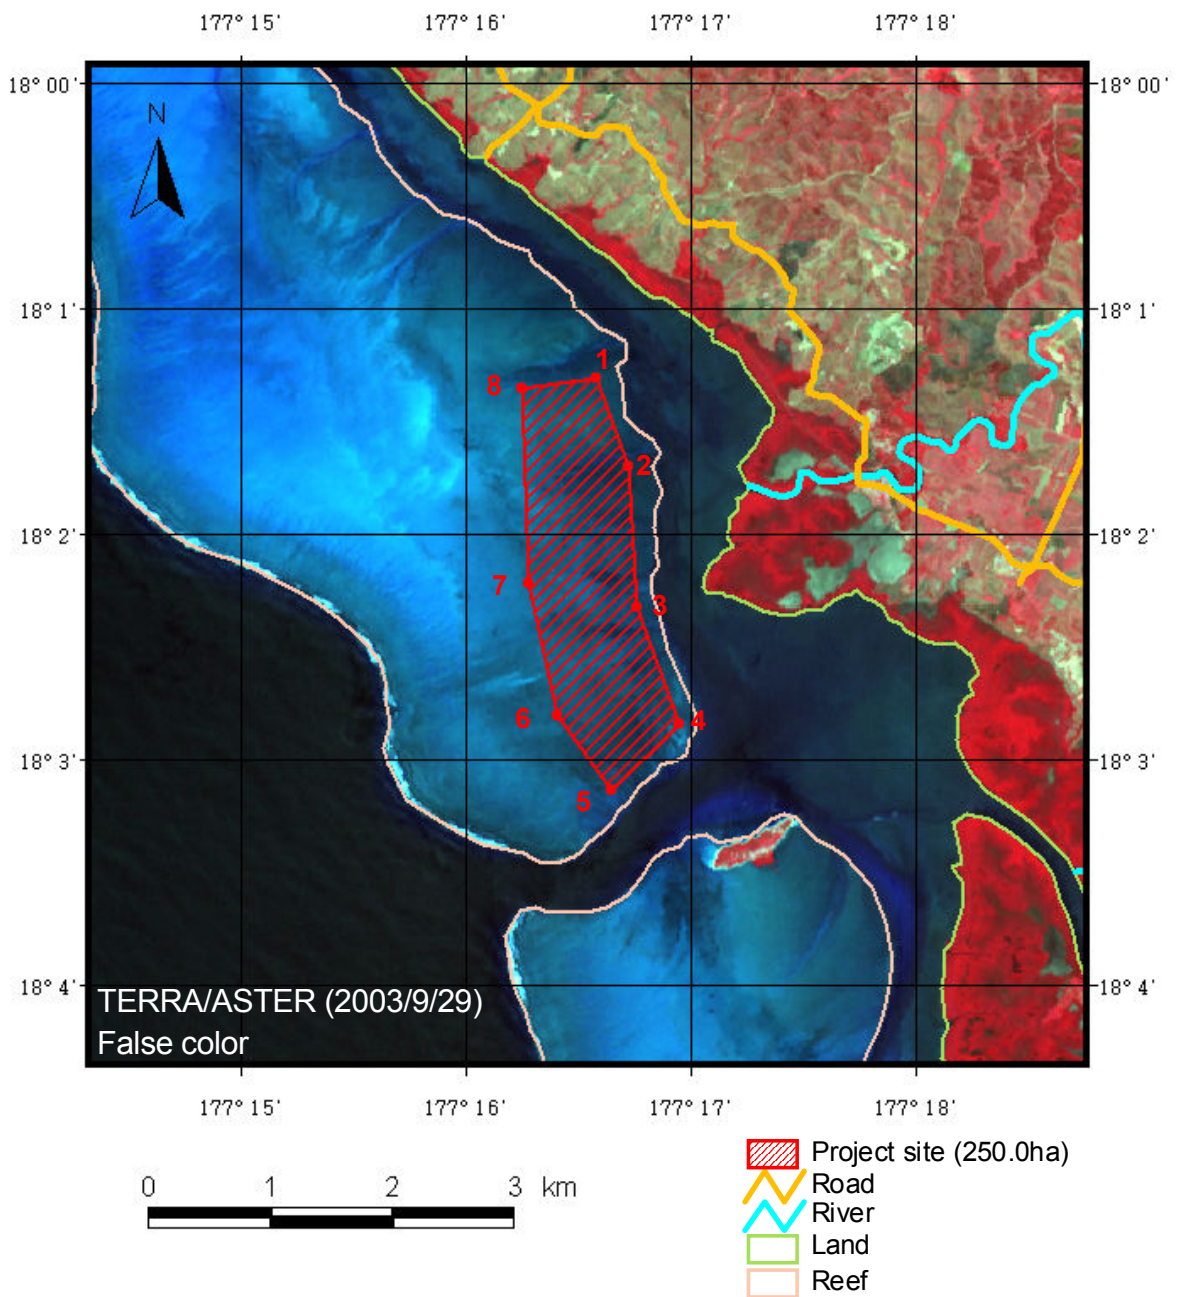 177° 15' 177° 16' 177° 17' 177° 18'
18° 00' 18° 00'
N
18° 1' 18° 1'
1
8
2
18° 2' 18° 2'
7
3
6
4
18° 3' 18° 3'
5
18° 4' 18° 4'
TERRA/ASTER (2003/9/29)
False color
177° 15' 177° 16' 177° 17' 177° 18'
Project site (250.0ha)
Road
0 1 2 3 km
River
Land
Reef